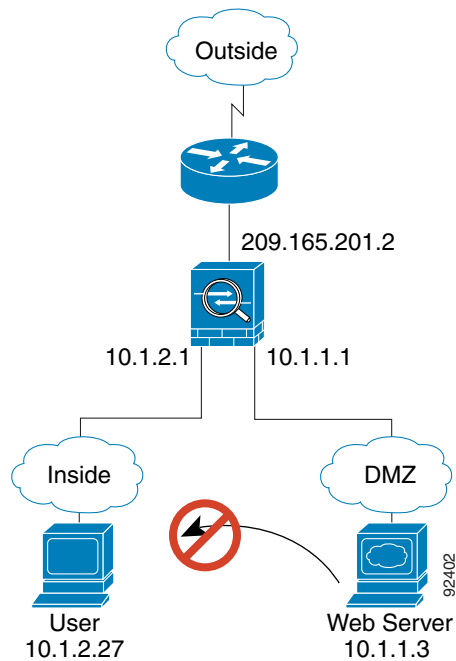 Outside
209.165.201.2
10.1.2.1
10.1.1.1
Inside
DMZ
User
10.1.2.27
Web Server
10.1.1.3
92402